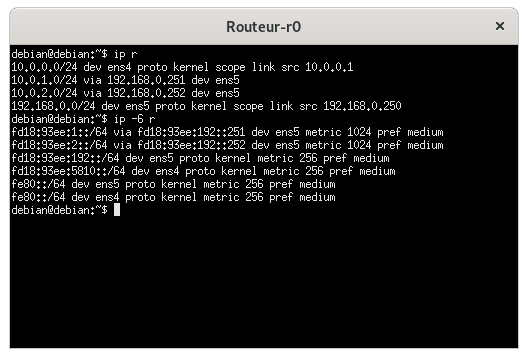 Routeur-r0
debian@debian:~$ ip r
10.0.0.0/24 dev ens4 proto kernel scope link src 10.0.0.1
10.0.1.0/24 via 192.168.0.251 dev ens5
10.0.2.0/24 via 192.168.0.252 dev ens5
192.168.0.0/24 dev ens5 proto kernel scope link src 192.168.0.250
debian@debian:~$ ip -6 r
fd18:93ee:1::/64 via fd18:93ee:192::251 dev ens5 metric 1024 pref medium
fd18:93ee:2::/64 via fd18:93ee:192::252 dev ens5 metric 1024 pref medium
fd18:93ee:192::/64 dev ens5 proto kernel metric 256 pref medium
fd18:93ee:5810::/64 dev ens4 proto kernel metric 256 pref medium
fe80::/64 dev ens5 proto kernel metric 256 pref medium
fe80::/64 dev ens4 proto kernel metric 256 pref medium
debian@debian:~$